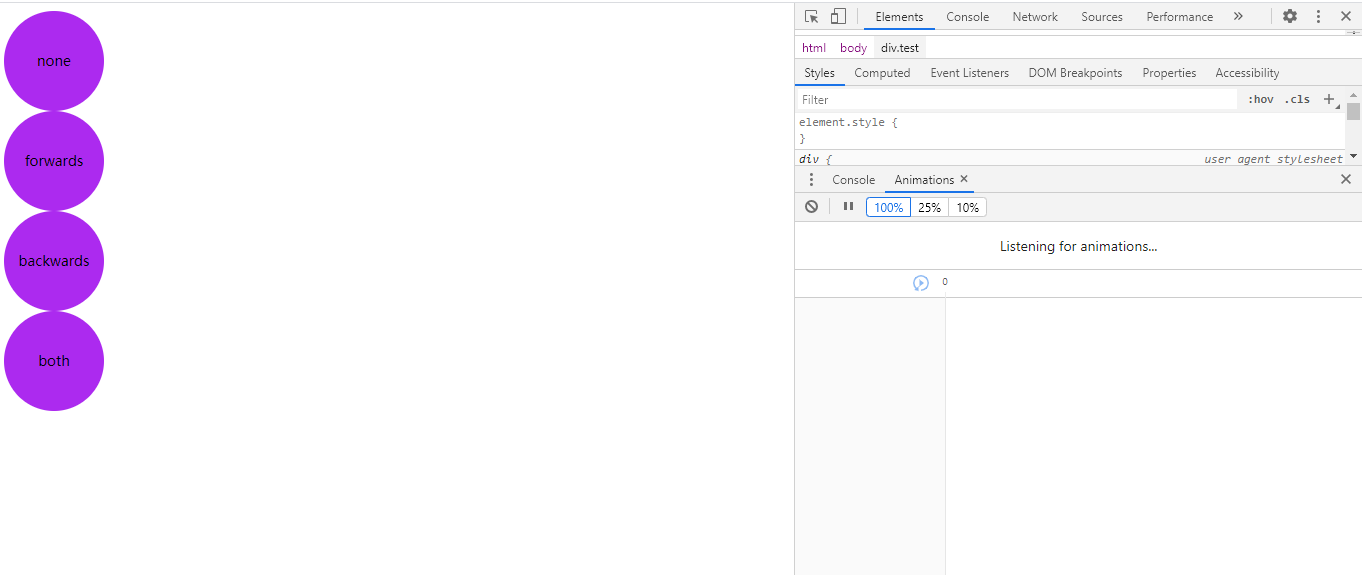 none
forwards
backwards
both
Elements Console Network Sources Performance »
html body div.test
Styles Computed Event Listeners DOM Breakpoints Properties Accessibility
Filter :hov .cls +
element.style {
}
div { user agent stylesheet
Console Animations ×
100% 25% 10%
Listening for animations...
0